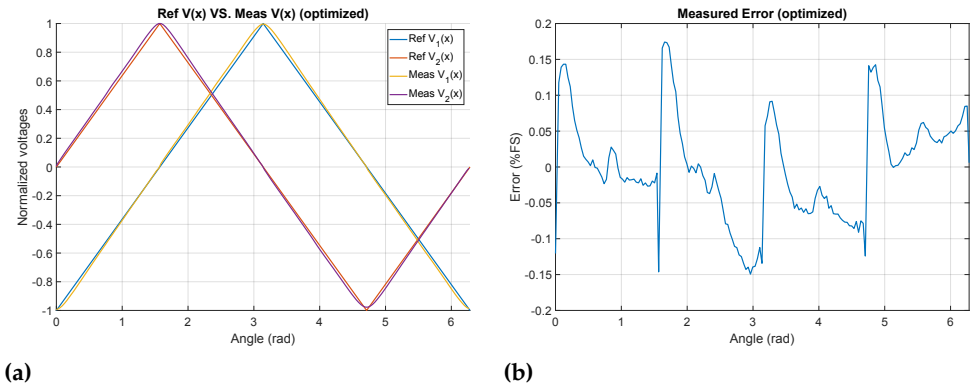 Ref V(x) VS. Meas V(x) (optimized)
1
0.8
0.6
0.4
0.2
0
-0.2
-0.4
-0.6
-0.8
-1
Normalized voltages
Ref V1(x)
Ref V2(x)
Meas V1(x)
Meas V2(x)
0 1 2 3 4 5 6
Angle (rad)
(a)
Measured Error (optimized)
0.2
0.15
0.1
0.05
0
-0.05
-0.1
-0.15
-0.2
Error (%FS)
0 1 2 3 4 5 6
Angle (rad)
(b)